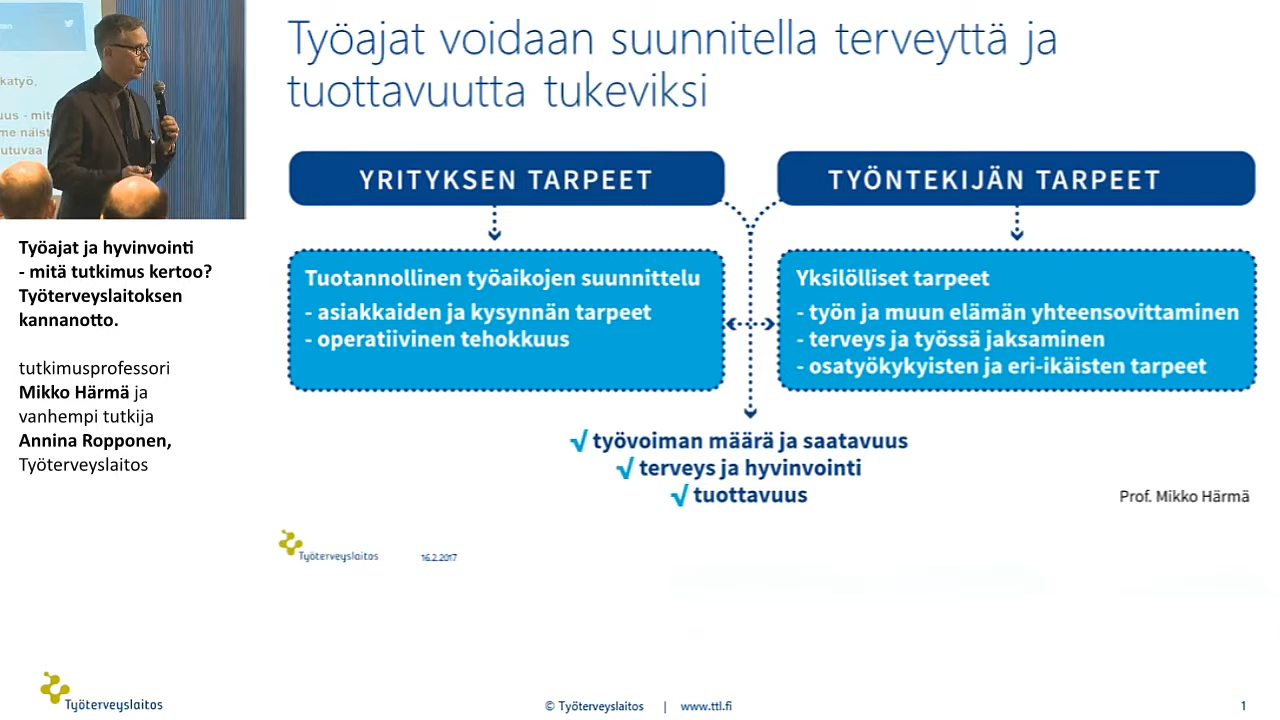 katyö,
Työajat ja hyvinvointi
- mitä tutkimus kertoo?
Työterveyslaitoksen
kannanotto.
tutkimusprofessori
Mikko Härmä ja
vanhempi tutkija
Annina Ropponen,
Työterveyslaitos
Työajat voidaan suunnitella terveyttä ja
tuottavuutta tukeviksi
YRITYKSEN TARPEET
Tuotannollinen työaikojen suunnittelu
- asiakkaiden ja kysynnän tarpeet
- operatiivinen tehokkuus
TYÖNTEKIJÄN TARPEET
Yksilölliset tarpeet
- työn ja muun elämän yhteensovittaminen
- terveys ja työssä jaksaminen
- osatyökykyisten ja eri-ikäisten tarpeet
√ työvoiman määrä ja saatavuus
√ terveys ja hyvinvointi
√ tuottavuus
Prof. Mikko Härmä
Työterveyslaitos 16.2.2017
Työterveyslaitos
© Työterveyslaitos | www.ttl.fi
1